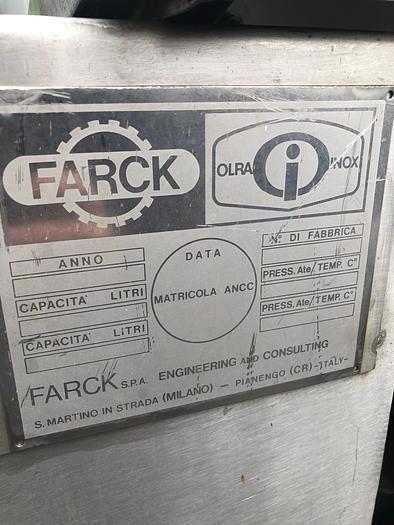 FARCK
OLRA INOX
ANNO
CAPACITA' LITRI
CAPACITA' LITRI
DATA
MATRICOLA ANCC
N° DI FABBRICA
PRESS. Ate/TEMP. C°
PRESS. Ate/TEMP. C°
FARCK S.P.A. ENGINEERING AND CONSULTING
S. MARTINO IN STRADA (MILANO) - PIANENGO (CR) -ITALY-